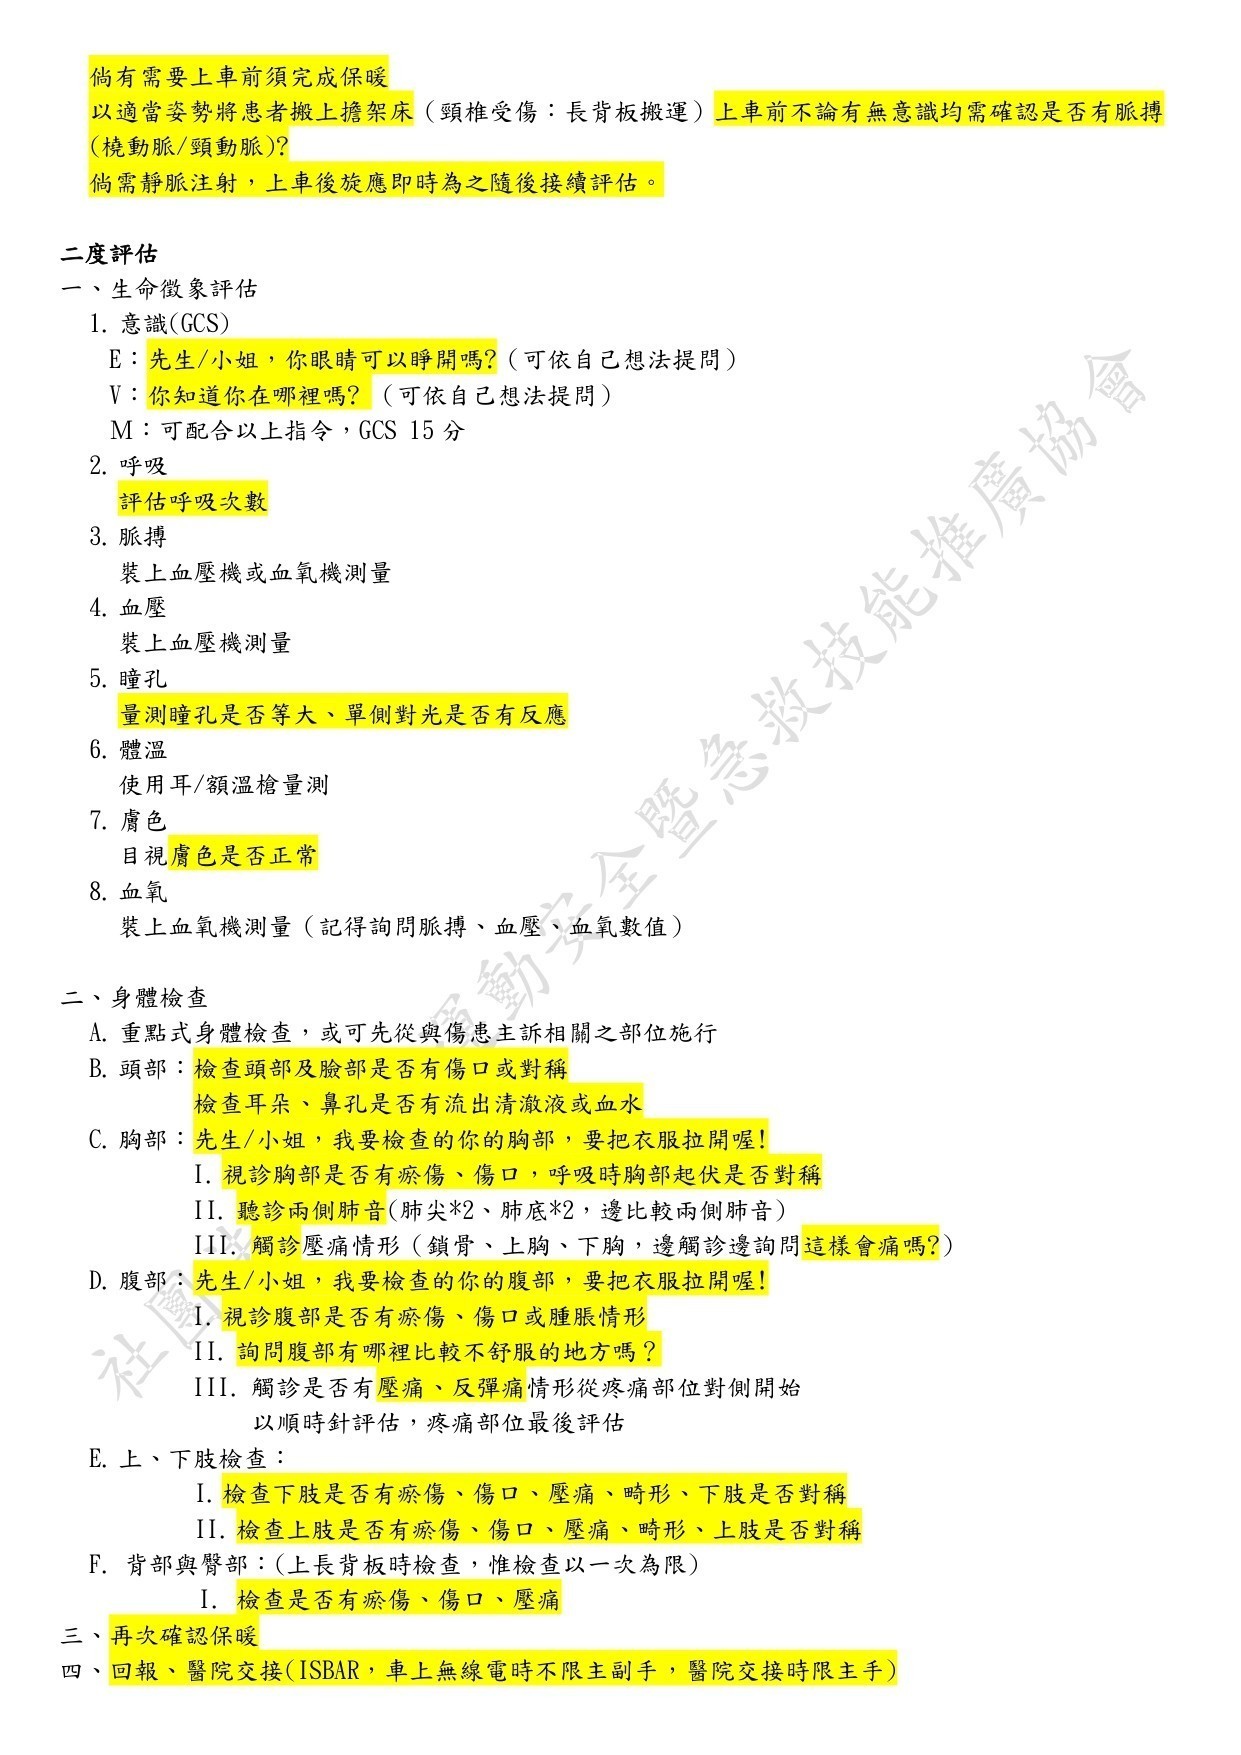 倘有需要上車前須完成保暖
以適當姿勢將患者搬上擔架床（頸椎受傷：長背板搬運）上車前不論有無意識均需確認是否有脈搏
(橈動脈/頸動脈)?
倘需靜脈注射，上車後旋應即時為之隨後接續評估。
二度評估
一、生命徵象評估
1. 意識(GCS)
E：先生/小姐，你眼睛可以睜開嗎?（可依自己想法提問）
V：你知道你在哪裡嗎? （可依自己想法提問）
M：可配合以上指令，GCS 15 分
2. 呼吸
評估呼吸次數
3. 脈搏
裝上血壓機或血氧機測量
4. 血壓
裝上血壓機測量
5. 瞳孔
量測瞳孔是否等大、單側對光是否有反應
6. 體溫
使用耳/額溫槍量測
7. 膚色
目視膚色是否正常
8. 血氧
裝上血氧機測量（記得詢問脈搏、血壓、血氧數值）
二、身體檢查
A. 重點式身體檢查，或可先從與傷患主訴相關之部位施行
B. 頭部：檢查頭部及臉部是否有傷口或對稱
檢查耳朵、鼻孔是否有流出清澈液或血水
C. 胸部：先生/小姐，我要檢查的你的胸部，要把衣服拉開喔!
I. 視診胸部是否有瘀傷、傷口，呼吸時胸部起伏是否對稱
II. 聽診兩側肺音(肺尖*2、肺底*2，邊比較兩側肺音)
III. 觸診壓痛情形（鎖骨、上胸、下胸，邊觸診邊詢問這樣會痛嗎?）
D. 腹部：先生/小姐，我要檢查的你的腹部，要把衣服拉開喔!
I. 視診腹部是否有瘀傷、傷口或腫脹情形
II. 詢問腹部有哪裡比較不舒服的地方嗎？
III. 觸診是否有壓痛、反彈痛情形從疼痛部位對側開始
以順時針評估，疼痛部位最後評估
E. 上、下肢檢查：
I. 檢查下肢是否有瘀傷、傷口、壓痛、畸形、下肢是否對稱
II. 檢查上肢是否有瘀傷、傷口、壓痛、畸形、上肢是否對稱
F. 背部與臀部：(上長背板時檢查，惟檢查以一次為限)
I. 檢查是否有瘀傷、傷口、壓痛
三、再次確認保暖
四、回報、醫院交接(ISBAR，車上無線電時不限主副手，醫院交接時限主手)
社團
運動安全暨急救技能推廣協會